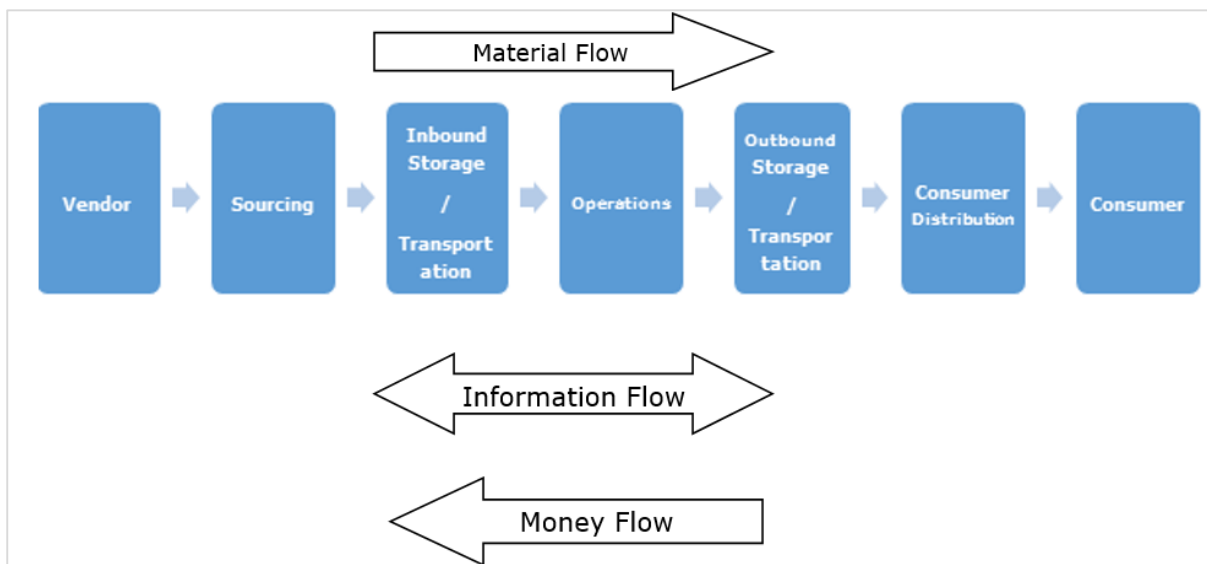 Material Flow
Vendor
Sourcing
Inbound
Storage
/
Transport
ation
Operations
Outbound
Storage
/
Transpor
tation
Consumer
Distribution
Consumer
Information Flow
Money Flow